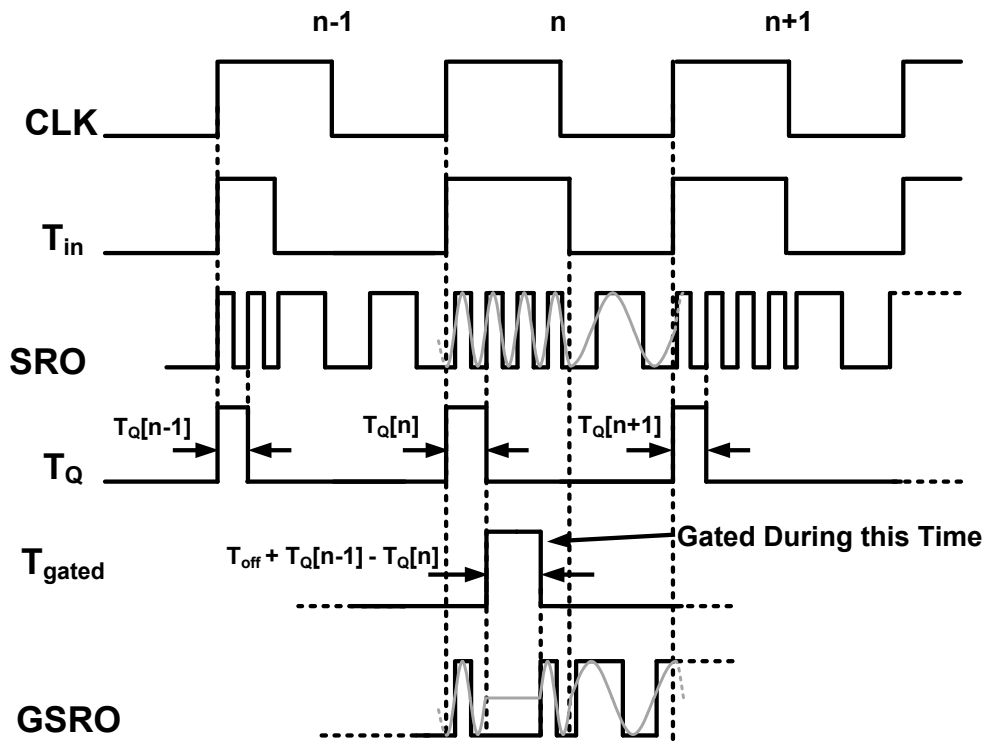 n-1 n n+1
CLK
Tin
SRO
TQ[n-1] TQ[n] TQ[n+1]
TQ
Gated During this Time
Toff + TQ[n-1] - TQ[n]
Tgated
GSRO